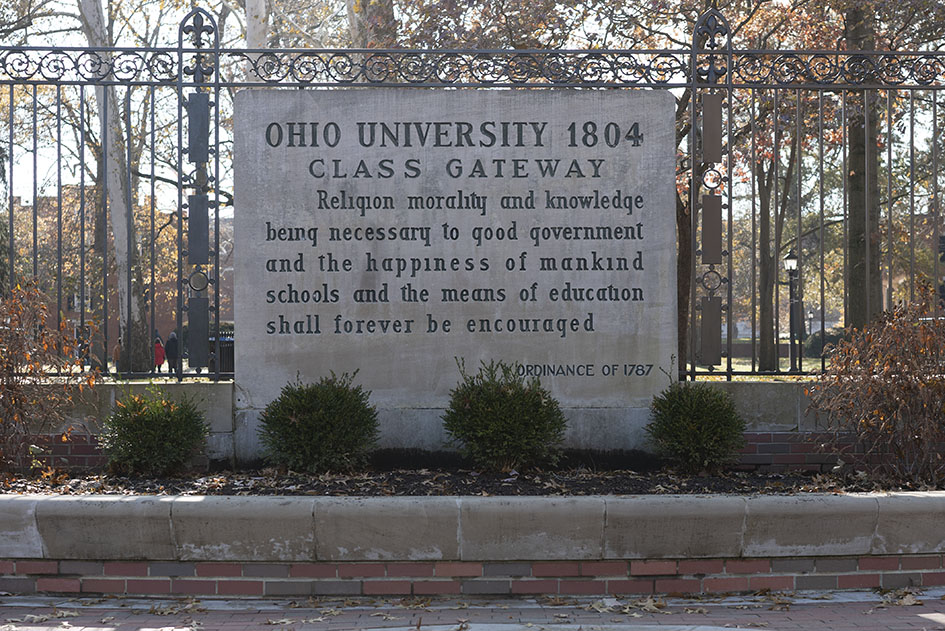 OHIO UNIVERSITY 1804
CLASS GATEWAY
Religion morality and knowledge
being necessary to good government
and the happiness of mankind
schools and the means of education
shall forever be encouraged
ORDINANCE OF 1787